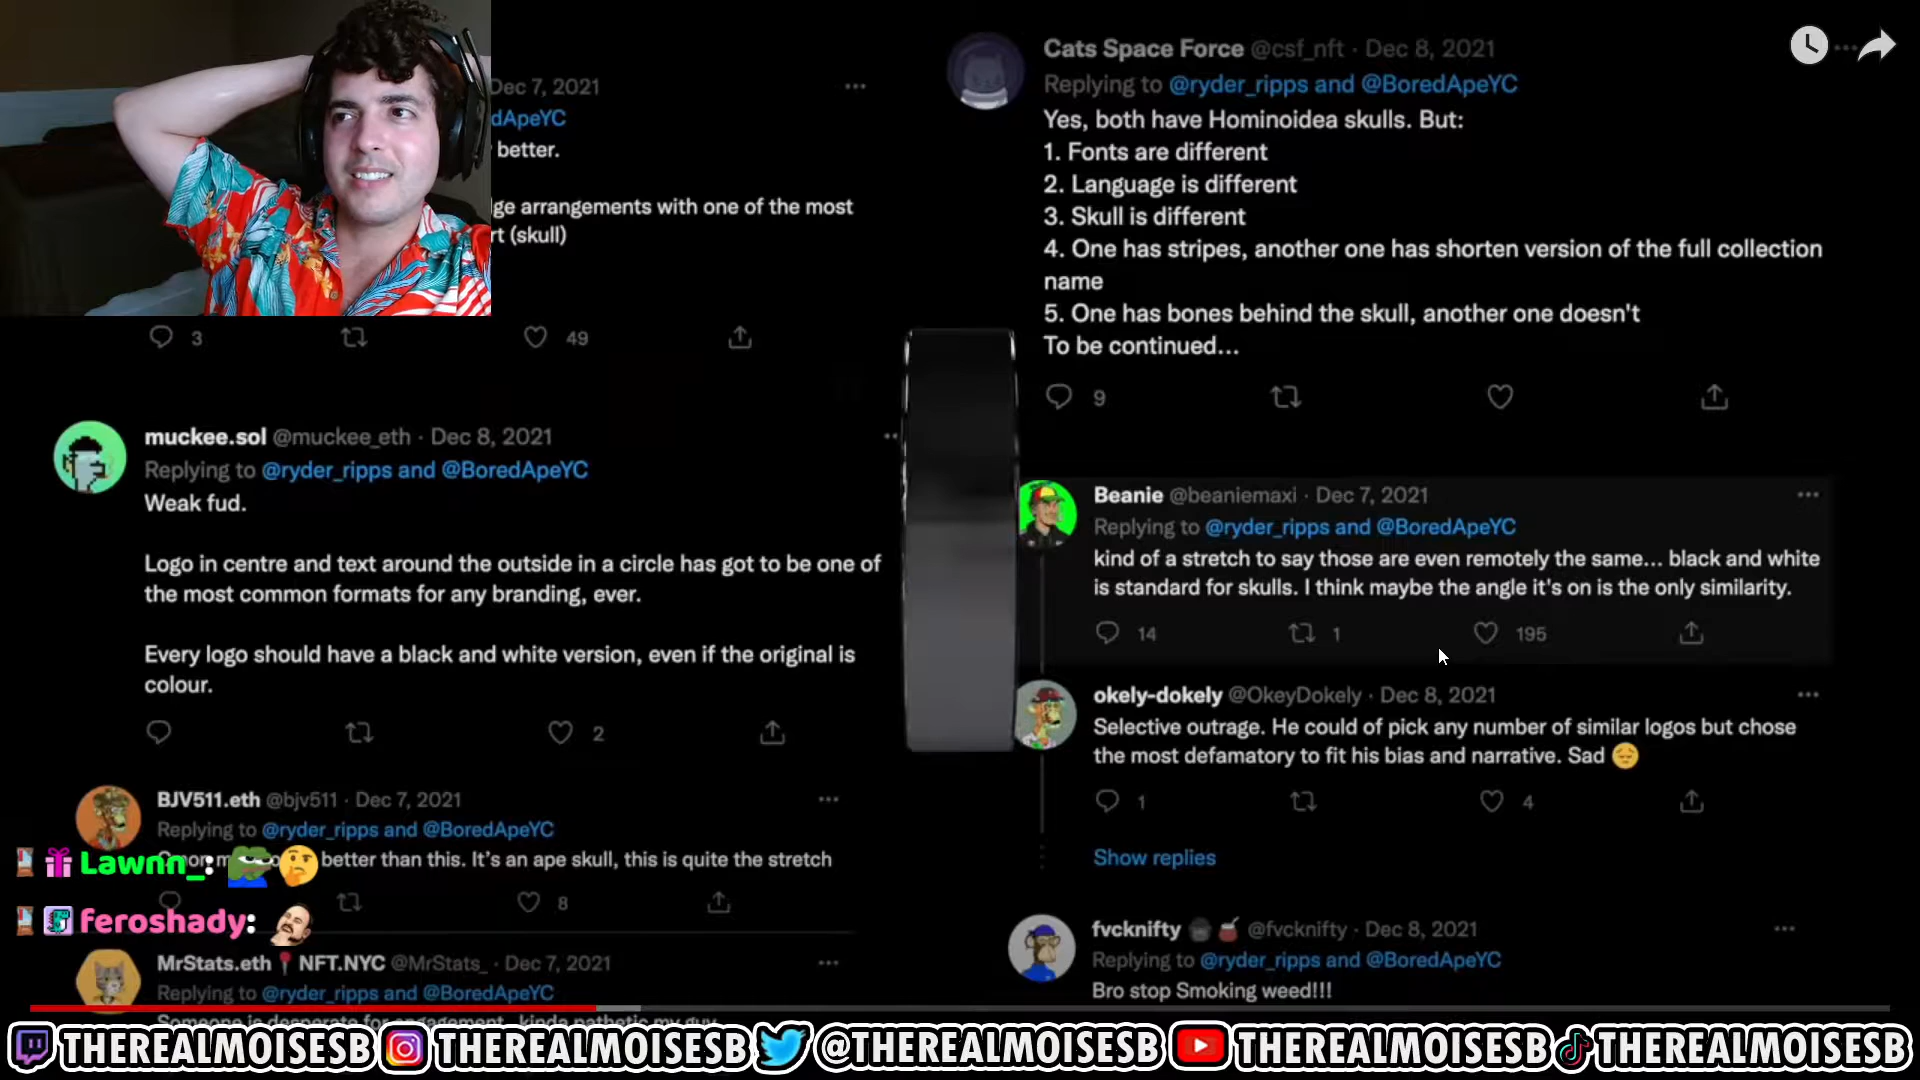 Dec 7, 2021
dApeYC
better.
ge arrangements with one of the most
rt (skull)
3
49
muckee.sol @muckee_eth · Dec 8, 2021
Replying to @ryder_ripps and @BoredApeYC
Weak fud.
Logo in centre and text around the outside in a circle has got to be one of
the most common formats for any branding, ever.
Every logo should have a black and white version, even if the original is
colour.
2
BJV511.eth @bjv511 · Dec 7, 2021
Replying to @ryder_ripps and @BoredApeYC
better than this. It's an ape skull, this is quite the stretch
8
MrStats.eth NFT.NYC @MrStats_ · Dec 7, 2021
Replying to @ryder_ripps and @BoredApeYC
Someone is desperate for engagement, kinda pathetic my guy
Cats Space Force @csf_nft · Dec 8, 2021
Replying to @ryder_ripps and @BoredApeYC
Yes, both have Hominoidea skulls. But:
1. Fonts are different
2. Language is different
3. Skull is different
4. One has stripes, another one has shorten version of the full collection
name
5. One has bones behind the skull, another one doesn't
To be continued...
9
Beanie @beaniemaxi · Dec 7, 2021
Replying to @ryder_ripps and @BoredApeYC
kind of a stretch to say those are even remotely the same... black and white
is standard for skulls. I think maybe the angle it's on is the only similarity.
14 1 195
okely-dokely @OkeyDokely · Dec 8, 2021
Selective outrage. He could of pick any number of similar logos but chose
the most defamatory to fit his bias and narrative. Sad 😔
1 4
Show replies
fvcknifty @fvcknifty · Dec 8, 2021
Replying to @ryder_ripps and @BoredApeYC
Bro stop Smoking weed!!!
Lawnn_:
feroshady:
THEREALMOISESB THEREALMOISESB @THEREALMOISESB THEREALMOISESB THEREALMOISESB